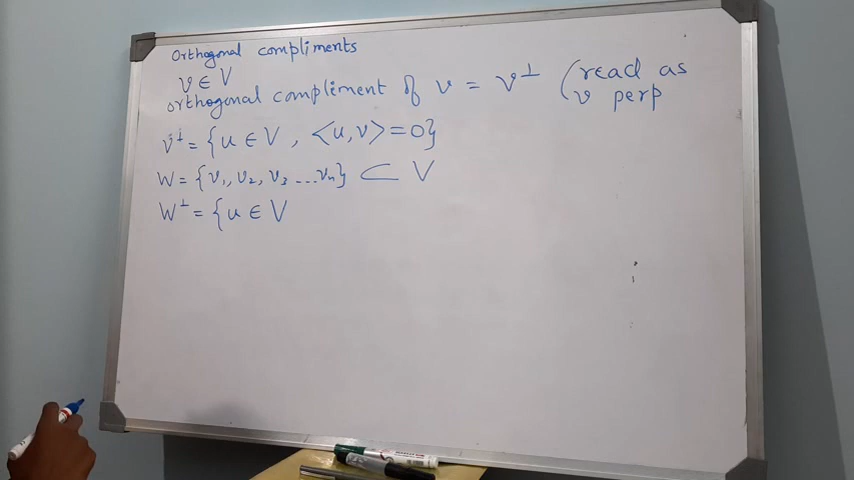 Orthogonal compliments
v ∈ V
orthogonal compliment of v = v⊥ (read as
v perp
v⊥ = {u ∈ V, <u, v> = 0}
W = {v₁, v₂, v₃ ... vₙ} ⊂ V
W⊥ = {u ∈ V